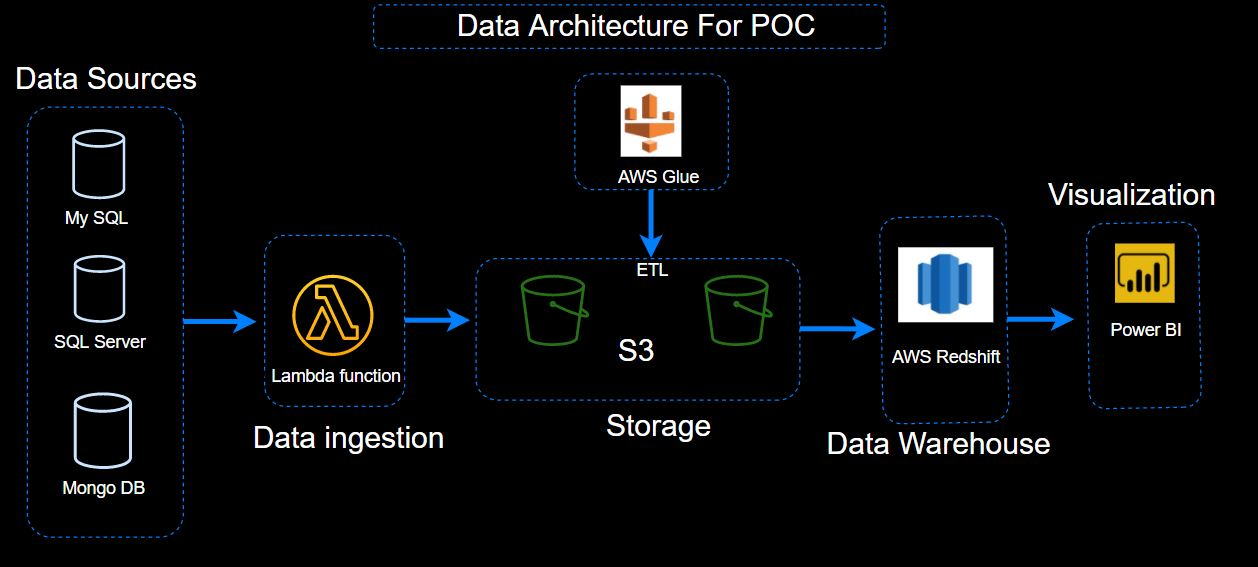 Data Architecture For POC
Data Sources
My SQL
SQL Server
Mongo DB
Lambda function
Data ingestion
AWS Glue
ETL
S3
Storage
AWS Redshift
Data Warehouse
Visualization
Power BI